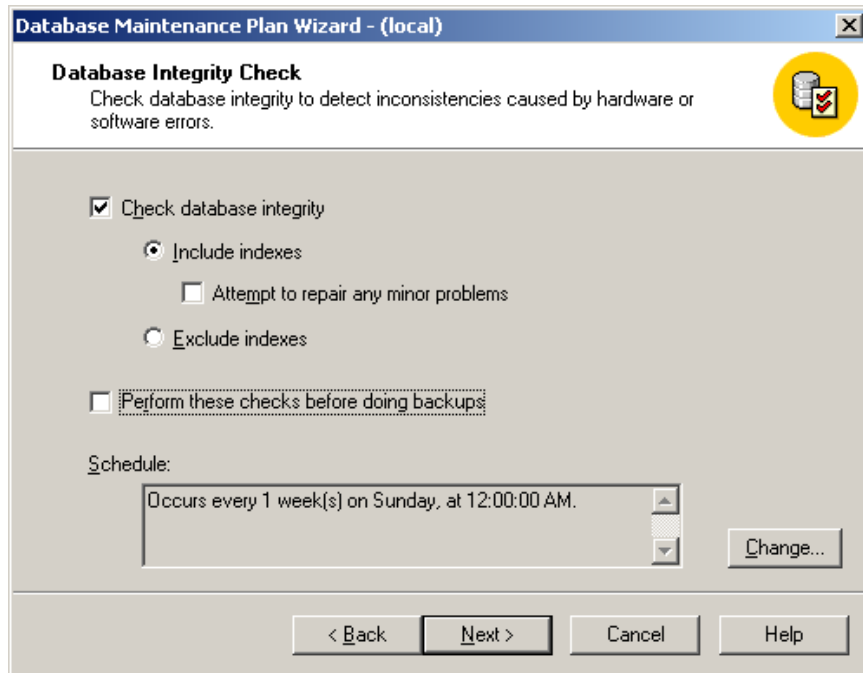 Database Maintenance Plan Wizard - (local)
Database Integrity Check
Check database integrity to detect inconsistencies caused by hardware or
software errors.
Check database integrity
Include indexes
Attempt to repair any minor problems
Exclude indexes
Perform these checks before doing backups
Schedule:
Occurs every 1 week(s) on Sunday, at 12:00:00 AM.
Change...
< Back Next > Cancel Help